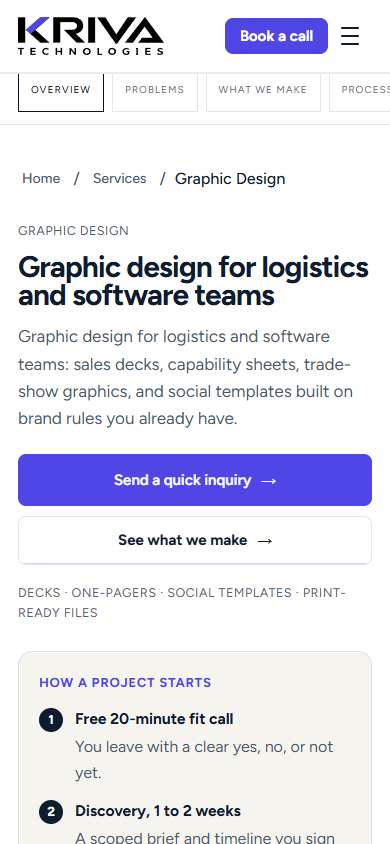 KRIVA
TECHNOLOGIES
Book a call
OVERVIEW
PROBLEMS
WHAT WE MAKE
PROCESS
Home / Services / Graphic Design
GRAPHIC DESIGN
Graphic design for logistics
and software teams
Graphic design for logistics and software
teams: sales decks, capability sheets, trade-
show graphics, and social templates built on
brand rules you already have.
Send a quick inquiry →
See what we make →
DECKS · ONE-PAGERS · SOCIAL TEMPLATES · PRINT-
READY FILES
HOW A PROJECT STARTS
1 Free 20-minute fit call
You leave with a clear yes, no, or not
yet.
2 Discovery, 1 to 2 weeks
A scoped brief and timeline you sign